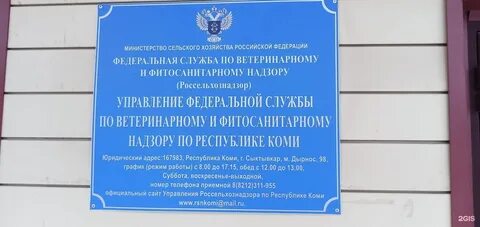 МИНИСТЕРСТВО СЕЛЬСКОГО ХОЗЯЙСТВА РОССИЙСКОЙ ФЕДЕРАЦИИ
ФЕДЕРАЛЬНАЯ СЛУЖБА ПО ВЕТЕРИНАРНОМУ
И ФИТОСАНИТАРНОМУ НАДЗОРУ
(Россельхознадзор)
УПРАВЛЕНИЕ ФЕДЕРАЛЬНОЙ СЛУЖБЫ
ПО ВЕТЕРИНАРНОМУ И ФИТОСАНИТАРНОМУ
НАДЗОРУ ПО РЕСПУБЛИКЕ КОМИ
Юридический адрес 167983, Республика Коми, г. Сыктывкар, м. Дырнос, 98,
график (режим работы) с 8.00 до 17.15, обед с 12.00 до 13.00,
Суббота, воскресенье-выходной.
номер телефона приемной 8(8212)311-955
официальный сайт Управления Россельхознадзора по Республике Коми
www.rsnkomi@mail.ru
2GIS